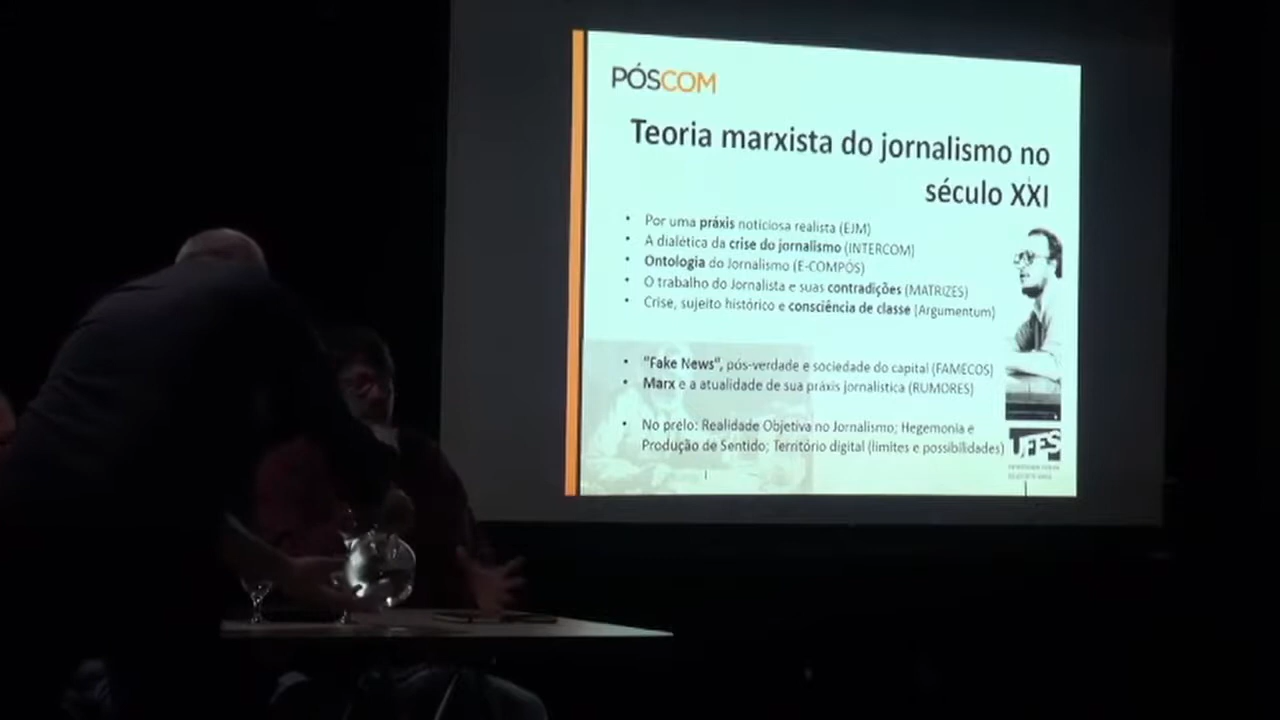 PÓSCOM
Teoria marxista do jornalismo no
século XXI
• Por uma práxis noticiosa realista (EJM)
• A dialética da crise do jornalismo (INTERCOM)
• Ontologia do Jornalismo (E-COMPÓS)
• O trabalho do Jornalista e suas contradições (MATRIZES)
• Crise, sujeito histórico e consciência de classe (Argumentum)
• "Fake News", pós-verdade e sociedade do capital (FAMECOS)
• Marx e a atualidade de sua práxis jornalística (RUMORES)
• No prelo: Realidade Objetiva no Jornalismo; Hegemonia e
Produção de Sentido; Território digital (limites e possibilidades)
UFES